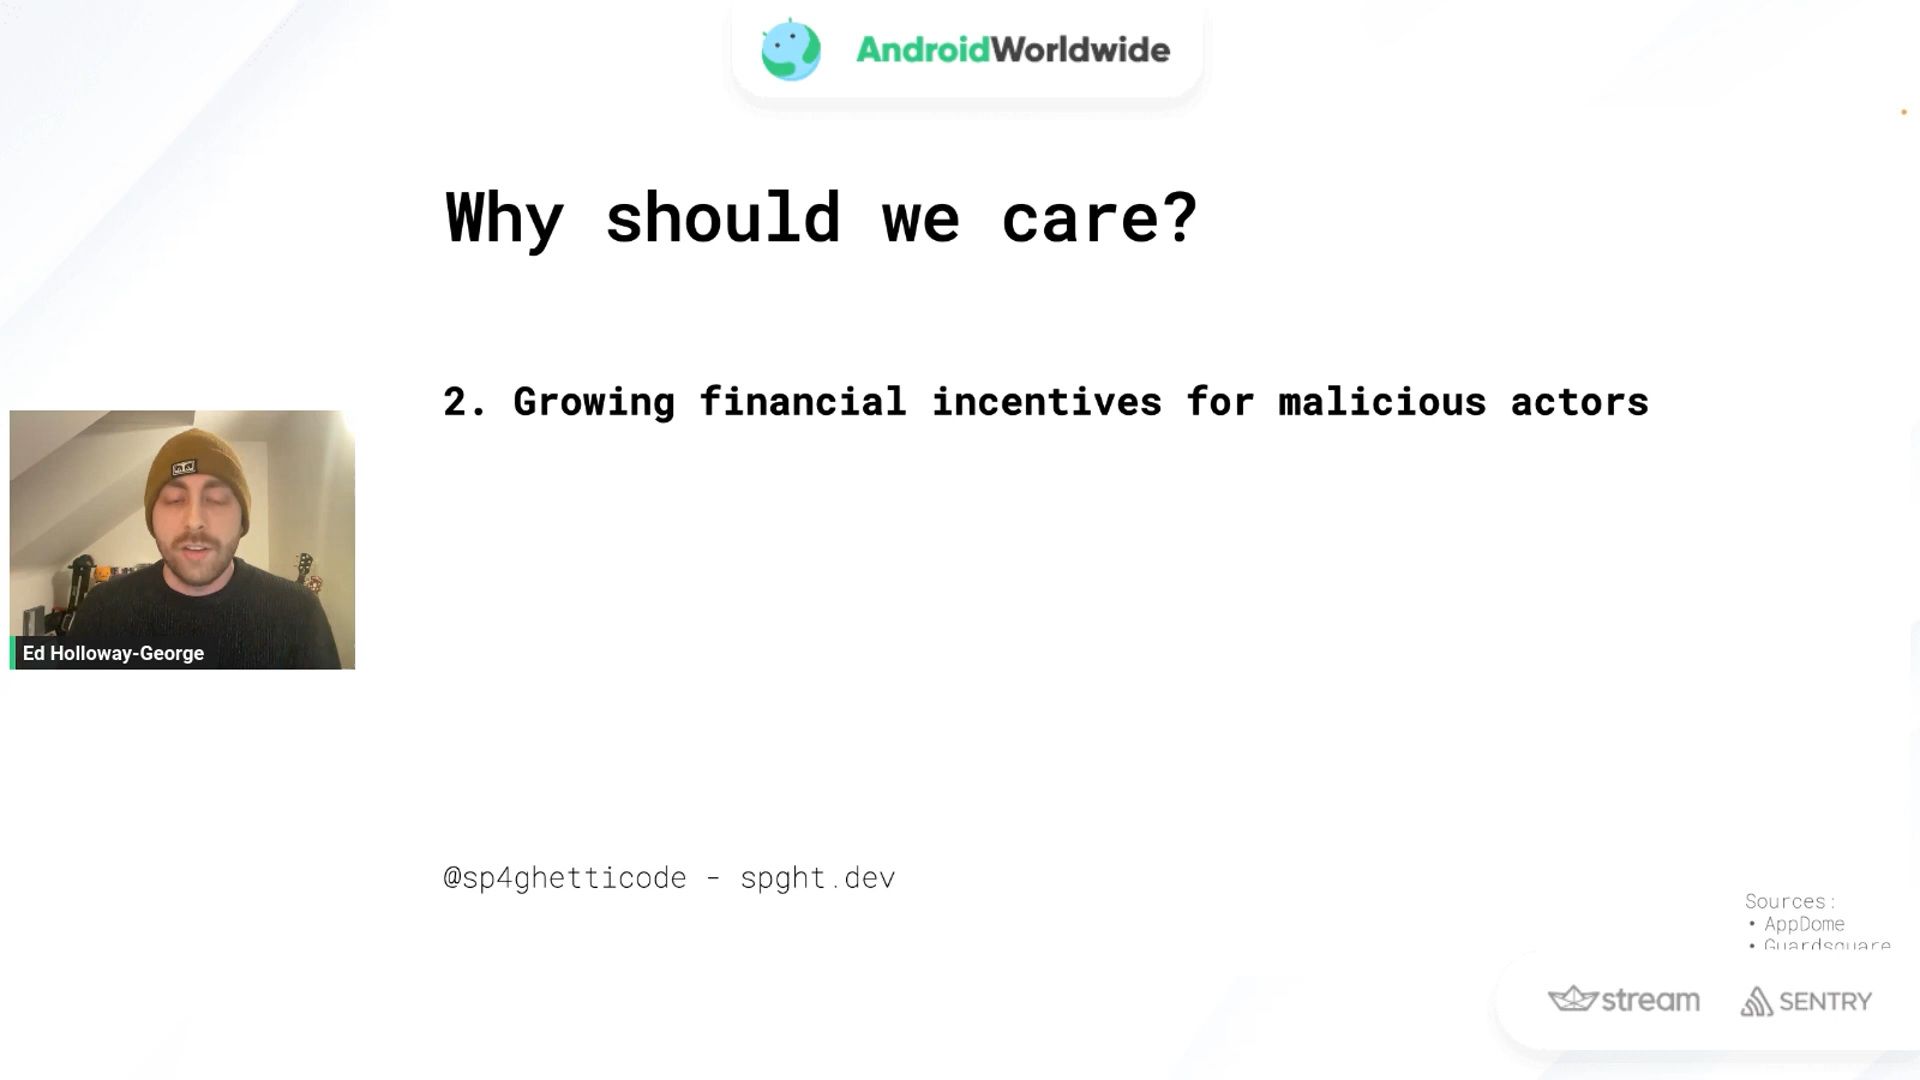 AndroidWorldwide
Why should we care?
2. Growing financial incentives for malicious actors
Ed Holloway-George
@sp4ghetticode - spght.dev
Sources:
• AppDome
• Guardsquare
stream
SENTRY